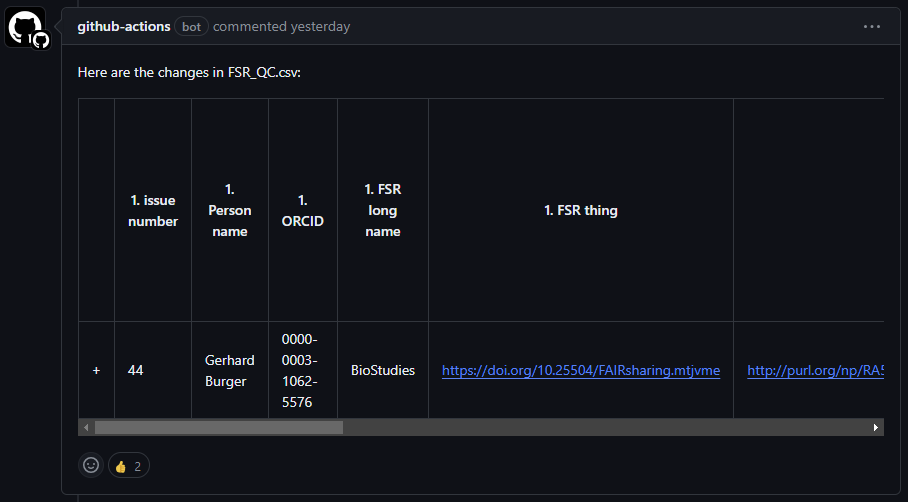 github-actions bot commented yesterday
Here are the changes in FSR_QC.csv:
1. issue
number
1.
Person
name
1.
ORCID
1. FSR
long
name
1. FSR thing
+
44
Gerhard
Burger
0000-
0003-
1062-
5576
BioStudies
https://doi.org/10.25504/FAIRsharing.mtjvme
http://purl.org/np/RA5
2